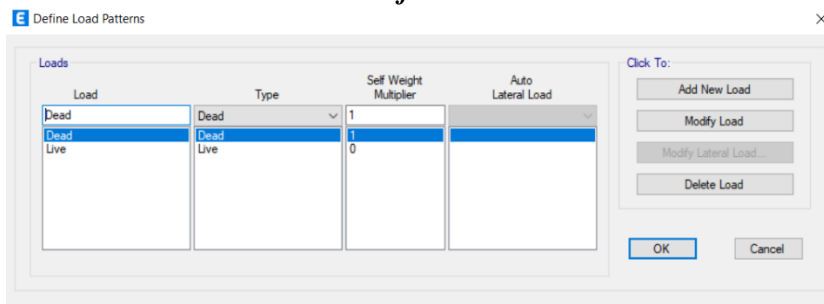 E Define Load Patterns
Loads
Load Type Self Weight Multiplier Auto Lateral Load
Dead Dead 1
Dead Dead 1
Live Live 0
Click To:
Add New Load
Modify Load
Modify Lateral Load...
Delete Load
OK Cancel